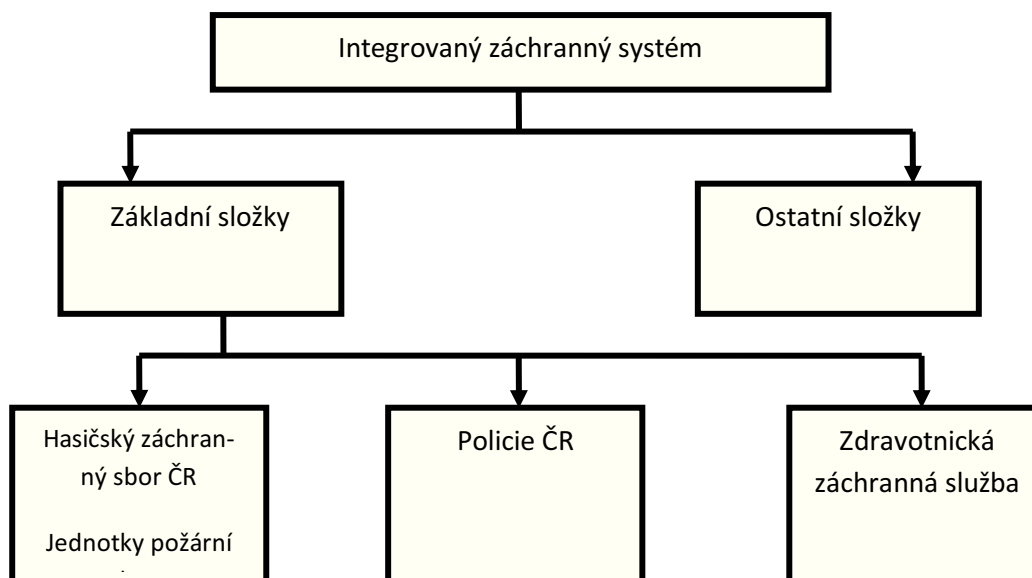 Integrovaný záchranný systém
Základní složky
Ostatní složky
Hasičský záchran-
ný sbor ČR
Jednotky požární
Policie ČR
Zdravotnická
záchranná služba